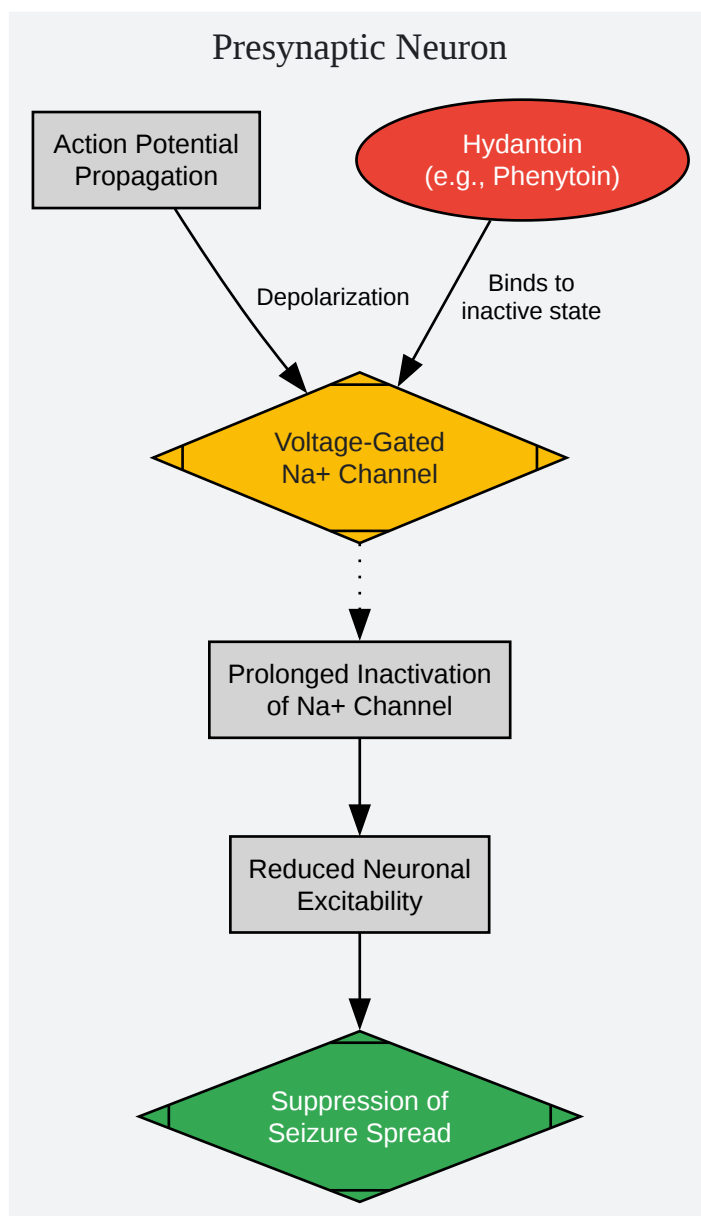 Presynaptic Neuron
Action Potential
Propagation
Hydantoin
(e.g., Phenytoin)
Depolarization
Binds to
inactive state
Voltage-Gated
Na+ Channel
Prolonged Inactivation
of Na+ Channel
Reduced Neuronal
Excitability
Suppression of
Seizure Spread